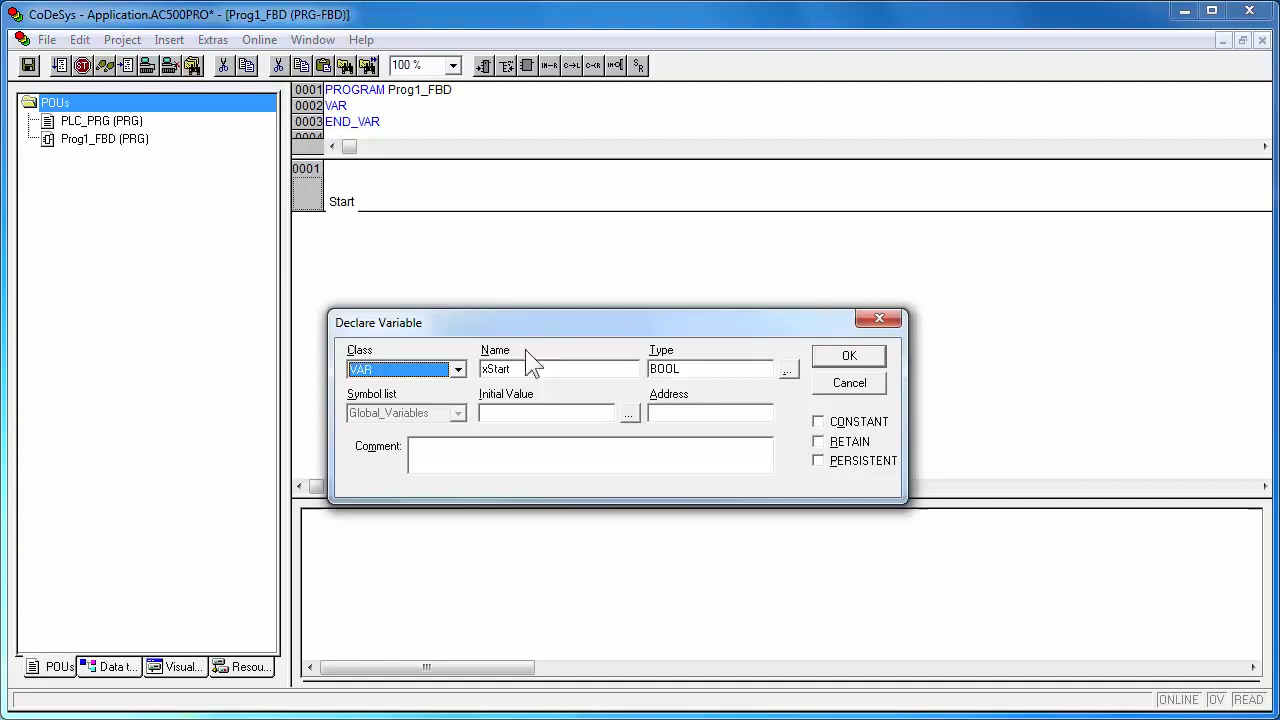 CoDeSys - Application.AC500PRO* - [Prog1_FBD (PRG-FBD)]
File Edit Project Insert Extras Online Window Help
100 %
POUs
PLC_PRG (PRG)
Prog1_FBD (PRG)
0001 PROGRAM Prog1_FBD
0002 VAR
0003 END_VAR
0004
0001
Start
Declare Variable
Class Name Type
VAR xStart BOOL ... OK
Cancel
Symbol list Initial Value Address
Global_Variables ...
CONSTANT
Comment: RETAIN
PERSISTENT
POUs Data t... Visual... Resou...
ONLINE OV READ